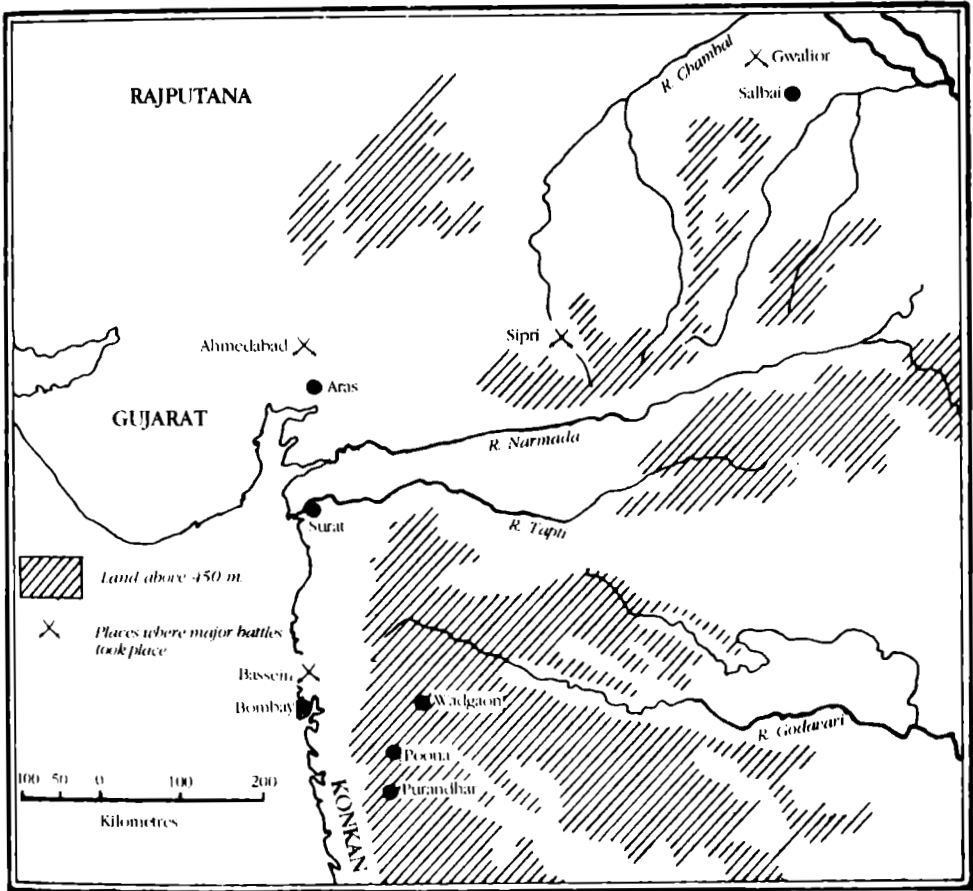 R. Chambal
Gwalior
RAJPUTANA
Salbai
Sipri
Ahmedabad
Aras
GUJARAT
R. Narmada
Surat
R. Tapti
Land above 450 m.
Places where major battles
took place
Bassein
Bombay
Wadgaon
R. Godavari
Poona
Purandhar
100 50 0 100 200
Kilometres
KONKAN